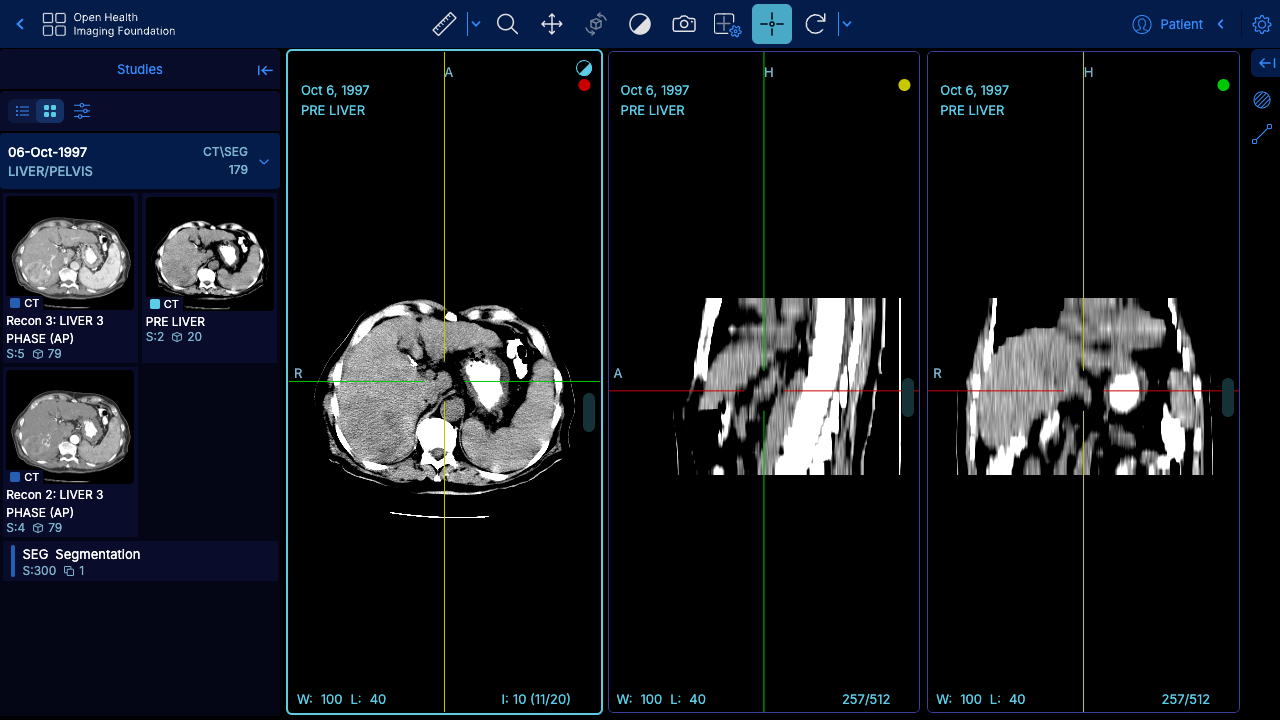 Open Health
Imaging Foundation
Patient
Studies
06-Oct-1997
CT\SEG
LIVER/PELVIS
179
CT
Recon 3: LIVER 3
PHASE (AP)
S:5 79
CT
PRE LIVER
S:2 20
CT
Recon 2: LIVER 3
PHASE (AP)
S:4 79
SEG Segmentation
S:300 1
A
Oct 6, 1997
PRE LIVER
R
W: 100 L: 40
I: 10 (11/20)
H
Oct 6, 1997
PRE LIVER
A
W: 100 L: 40
257/512
H
Oct 6, 1997
PRE LIVER
R
W: 100 L: 40
257/512